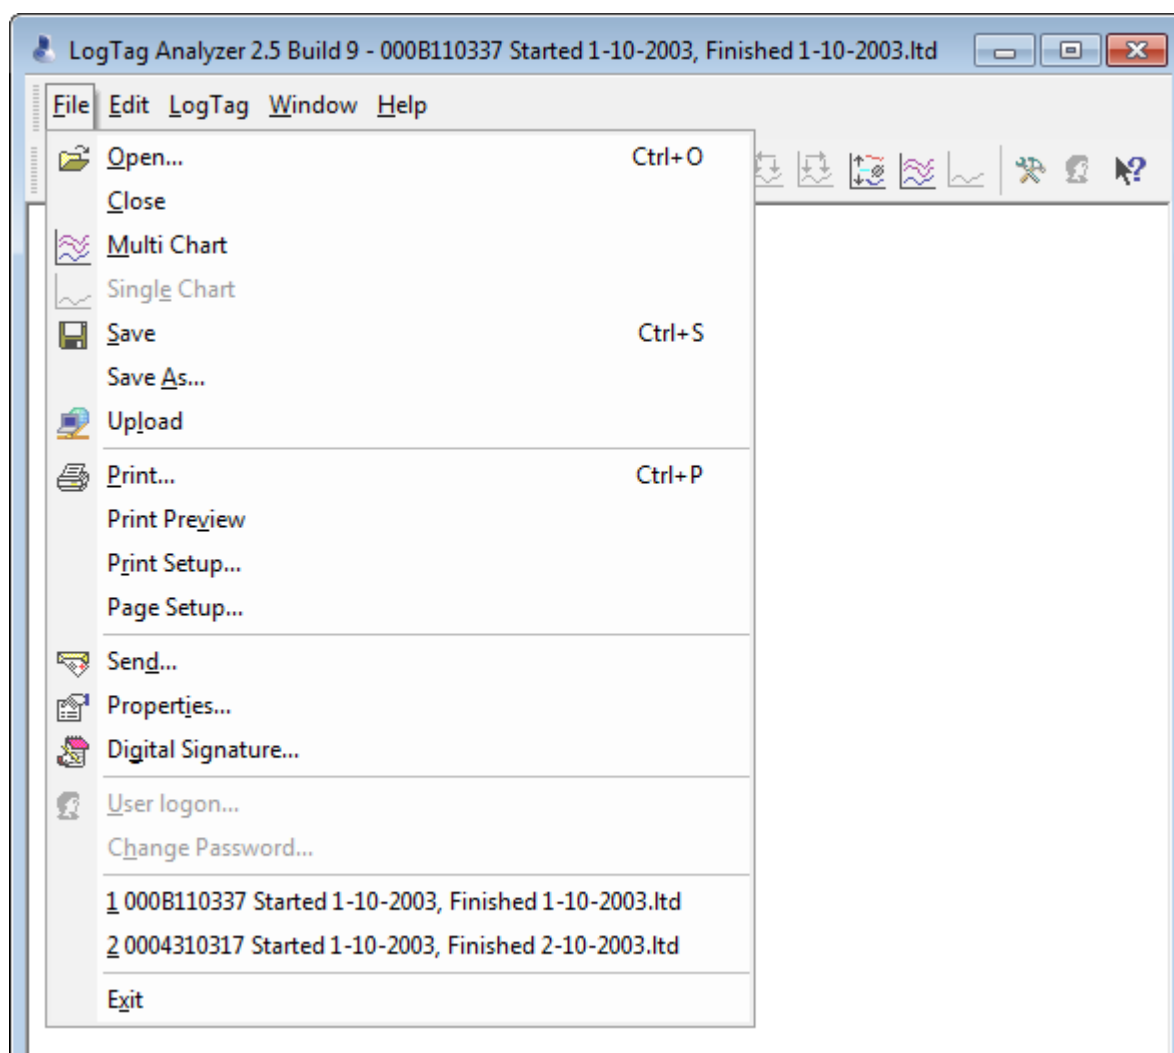 LogTag Analyzer 2.5 Build 9 - 000B110337 Started 1-10-2003, Finished 1-10-2003.ltd
File Edit LogTag Window Help
Open... Ctrl+O
Close
Multi Chart
Single Chart
Save Ctrl+S
Save As...
Upload
Print... Ctrl+P
Print Preview
Print Setup...
Page Setup...
Send...
Properties...
Digital Signature...
User logon...
Change Password...
1 000B110337 Started 1-10-2003, Finished 1-10-2003.ltd
2 0004310317 Started 1-10-2003, Finished 2-10-2003.ltd
Exit